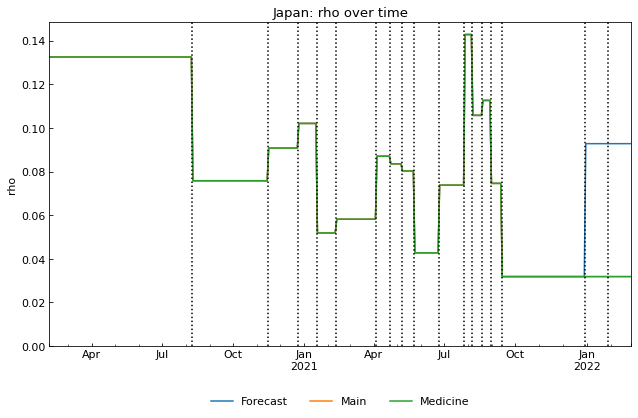 Japan: rho over time
rho
0.14
0.12
0.10
0.08
0.06
0.04
0.02
0.00
Apr Jul Oct Jan Apr Jul Oct Jan
2021 2022
Forecast Main Medicine